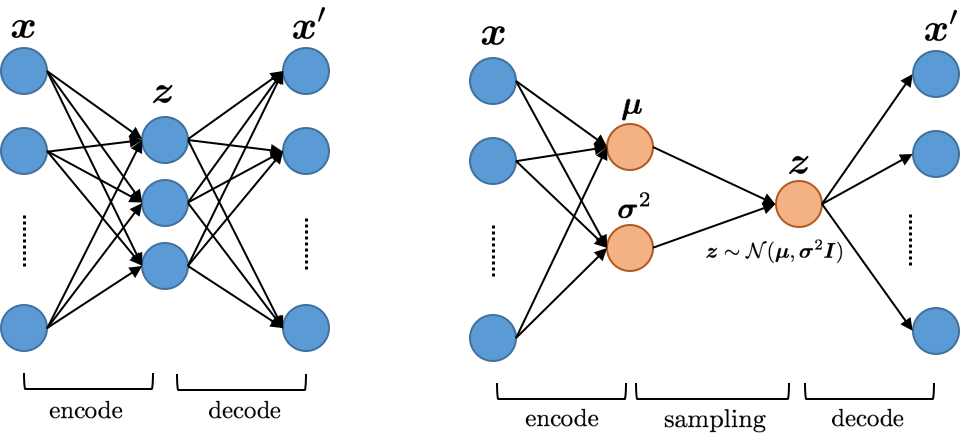 x
x′
z
encode
decode
x
x′
μ
σ²
z
z ∼ 𝒩(μ, σ²I)
encode
sampling
decode